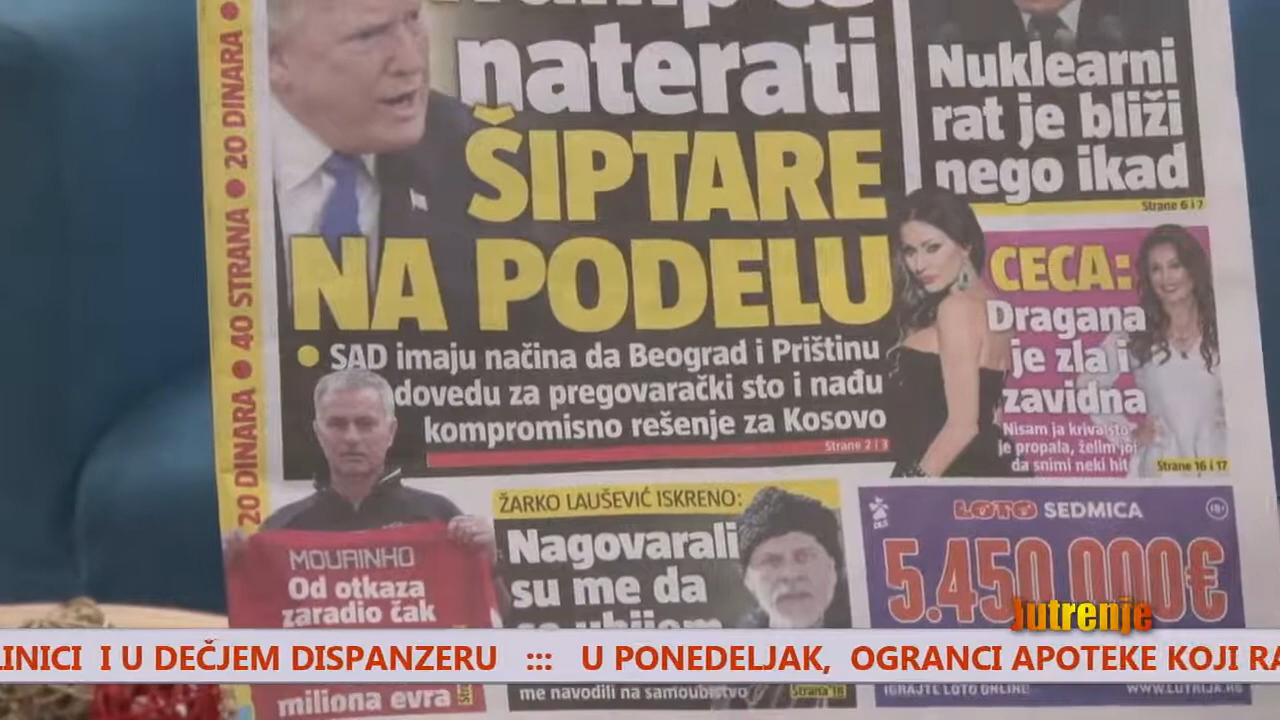 naterati
ŠIPTARE
NA PODELU
SAD imaju načina da Beograd i Prištinu
dovedu za pregovarački sto i nađu
kompromisno rešenje za Kosovo
Strane 2 i 3
20 DINARA • 40 STRANA • 20 DINARA
Nuklearni
rat je bliži
nego ikad
Strane 6 i 7
CECA:
Dragana
je zla i
zavidna
Nisam ja kriva što
je propala, želim joj
da snimi neki hit
Strane 16 i 17
MOURINHO
Od otkaza
zaradio čak
miliona evra
ŽARKO LAUŠEVIĆ ISKRENO:
Nagovarali
su me da
se ubijem
me navodili na samoubistvo
Strana 18
LOTO SEDMICA
18+
DLS
5.450.000€
IGRAJTE LOTO ONLINE
WWW.LUTRIJA.RS
Jutrenje
LINICI I U DEČJEM DISPANZERU ::: U PONEDELJAK, OGRANCI APOTEKE KOJI RA